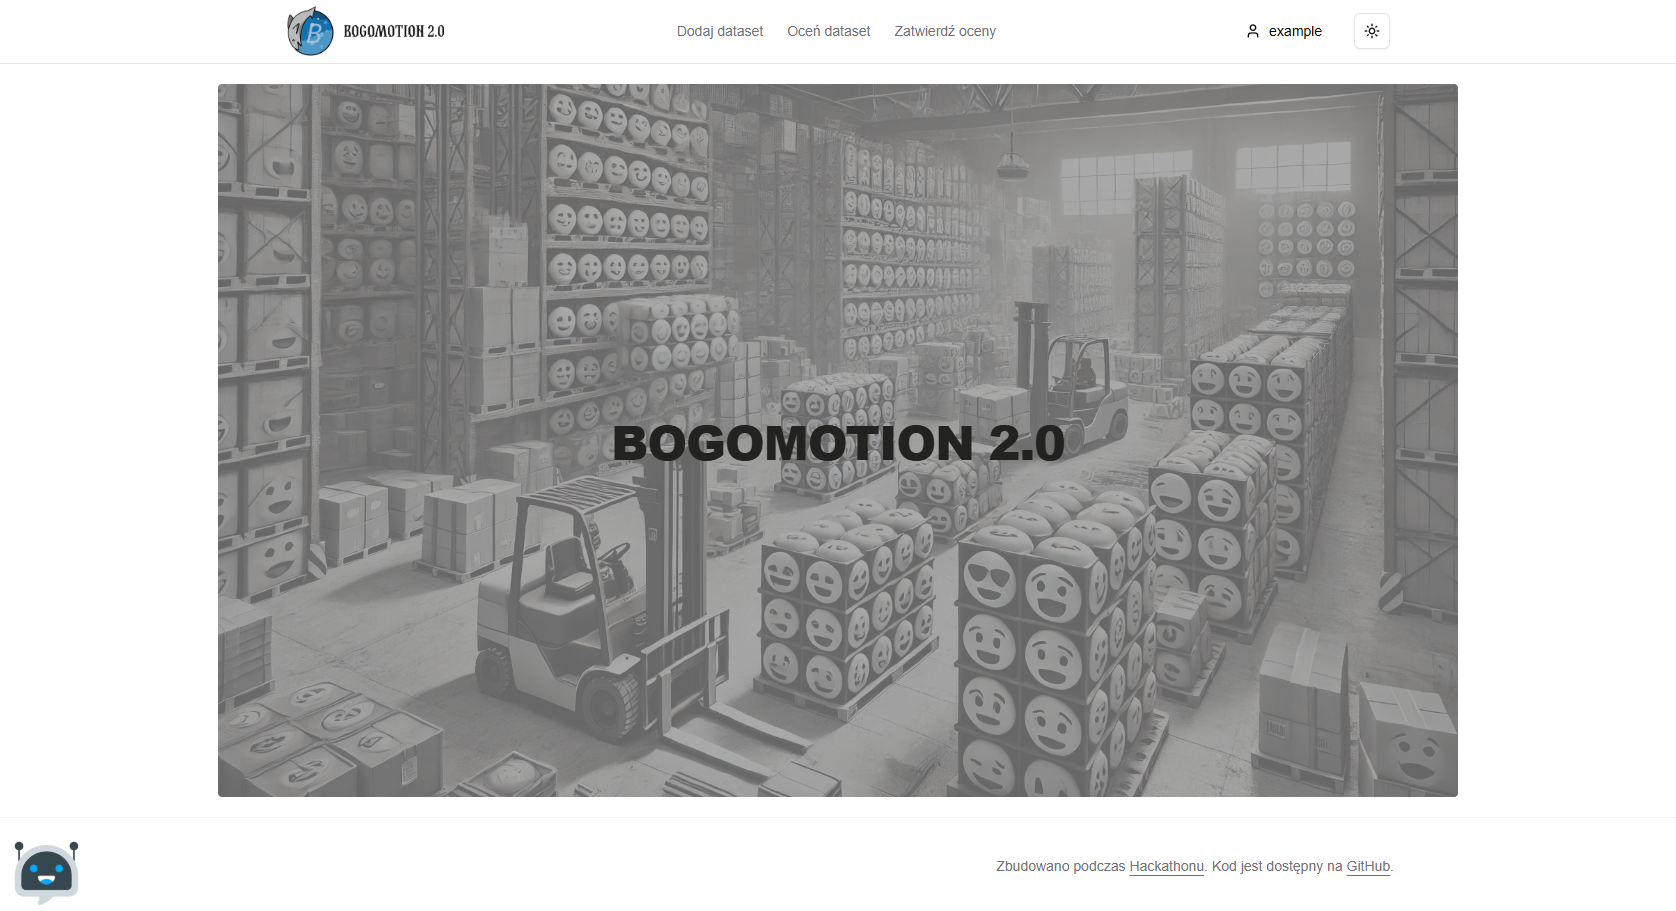 BOGOMOTION 2.0
Dodaj dataset
Oceń dataset
Zatwierdź oceny
example
BOGOMOTION 2.0
Zbudowano podczas Hackathonu. Kod jest dostępny na GitHub.